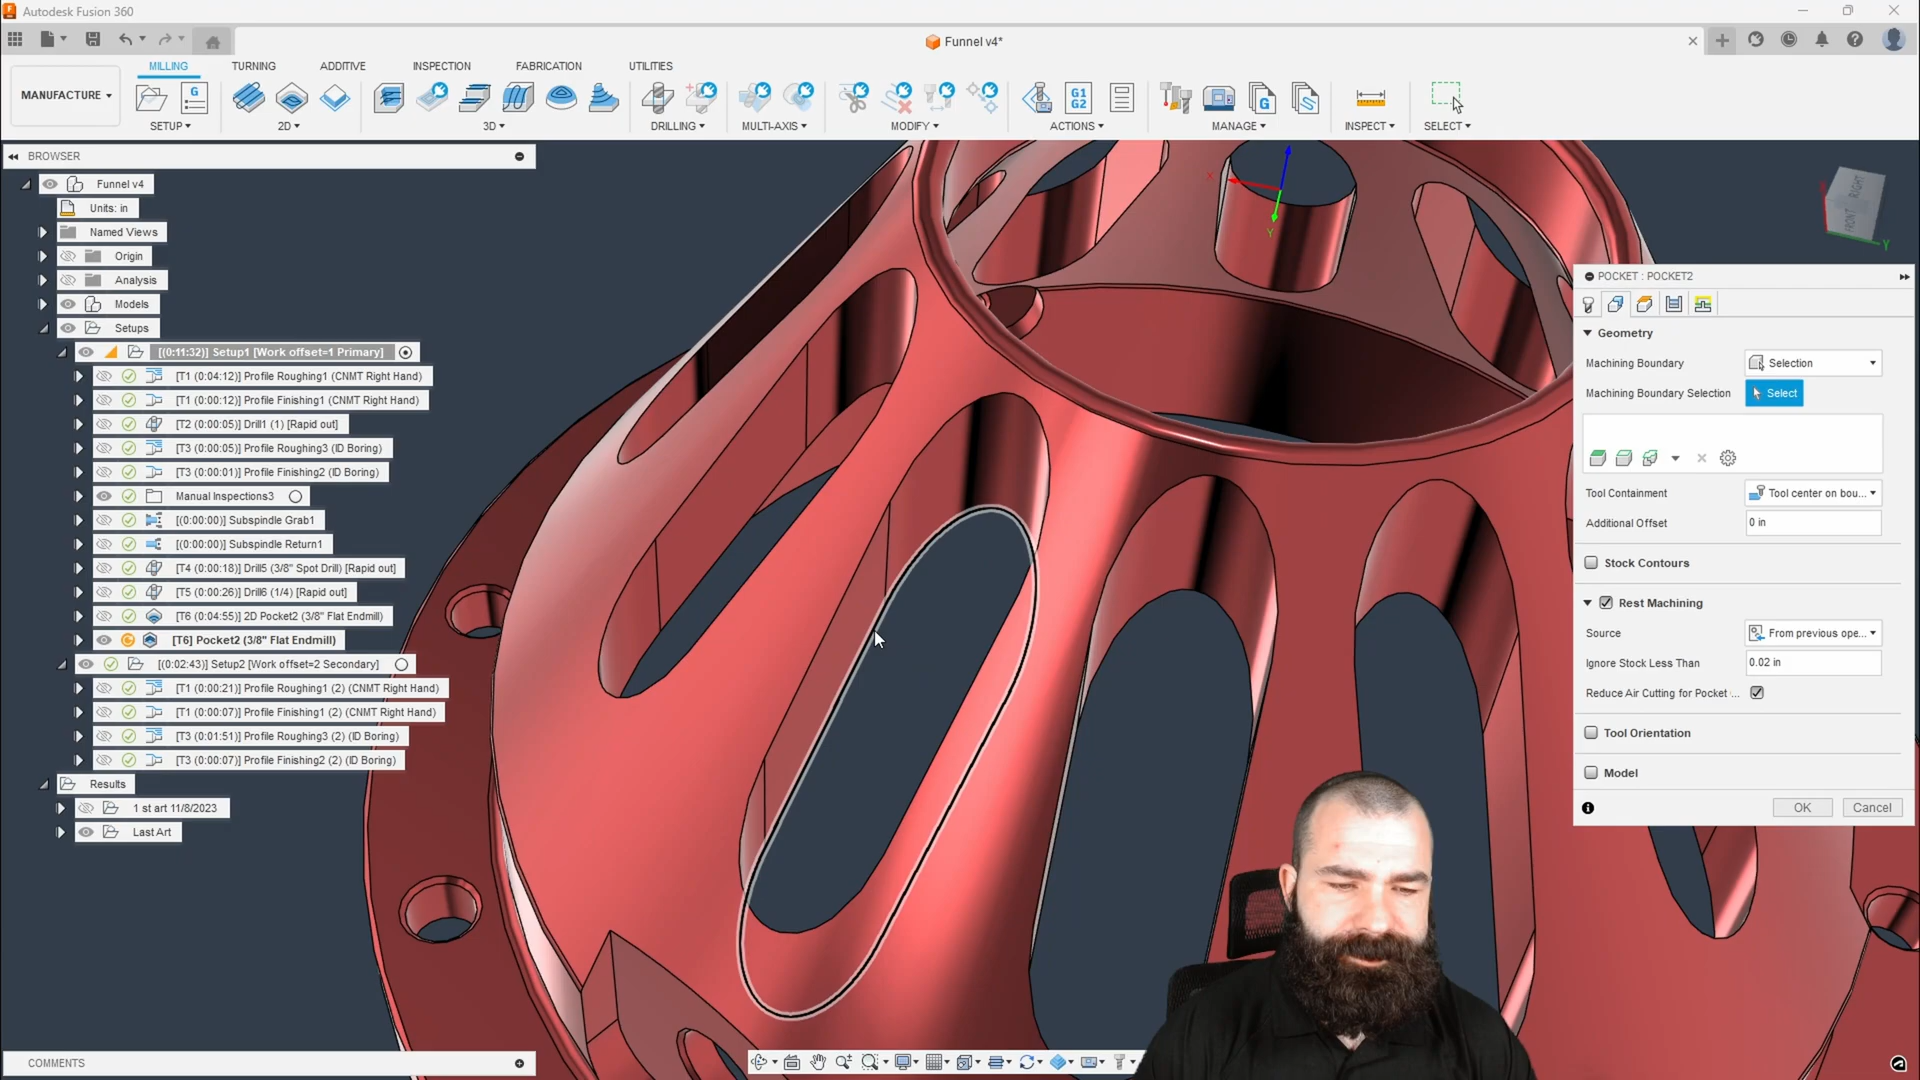 Autodesk Fusion 360
Funnel v4*
MILLING TURNING ADDITIVE INSPECTION FABRICATION UTILITIES
MANUFACTURE
G
G1
G2
G
S
SETUP 2D 3D DRILLING MULTI-AXIS MODIFY ACTIONS MANAGE INSPECT SELECT
BROWSER
Funnel v4
Units: in
Named Views
Origin
Analysis
Models
Setups
[(0:11:32)] Setup1 [Work offset=1 Primary]
[T1 (0:04:12)] Profile Roughing1 (CNMT Right Hand)
[T1 (0:00:12)] Profile Finishing1 (CNMT Right Hand)
[T2 (0:00:05)] Drill1 (1) [Rapid out]
[T3 (0:00:05)] Profile Roughing3 (ID Boring)
[T3 (0:00:01)] Profile Finishing2 (ID Boring)
Manual Inspections3
[(0:00:00)] Subspindle Grab1
[(0:00:00)] Subspindle Return1
[T4 (0:00:18)] Drill5 (3/8" Spot Drill) [Rapid out]
[T5 (0:00:26)] Drill6 (1/4) [Rapid out]
[T6 (0:04:55)] 2D Pocket2 (3/8" Flat Endmill)
[T6] Pocket2 (3/8" Flat Endmill)
[(0:02:43)] Setup2 [Work offset=2 Secondary]
[T1 (0:00:21)] Profile Roughing1 (2) (CNMT Right Hand)
[T1 (0:00:07)] Profile Finishing1 (2) (CNMT Right Hand)
[T3 (0:01:51)] Profile Roughing3 (2) (ID Boring)
[T3 (0:00:07)] Profile Finishing2 (2) (ID Boring)
Results
1 st art 11/8/2023
Last Art
COMMENTS
X
Y
FRONT RIGHT
Y
POCKET : POCKET2
Geometry
Machining Boundary Selection
Machining Boundary Selection Select
Tool Containment Tool center on bou...
Additional Offset 0 in
Stock Contours
Rest Machining
Source From previous ope...
Ignore Stock Less Than 0.02 in
Reduce Air Cutting for Pocket ...
Tool Orientation
Model
OK Cancel